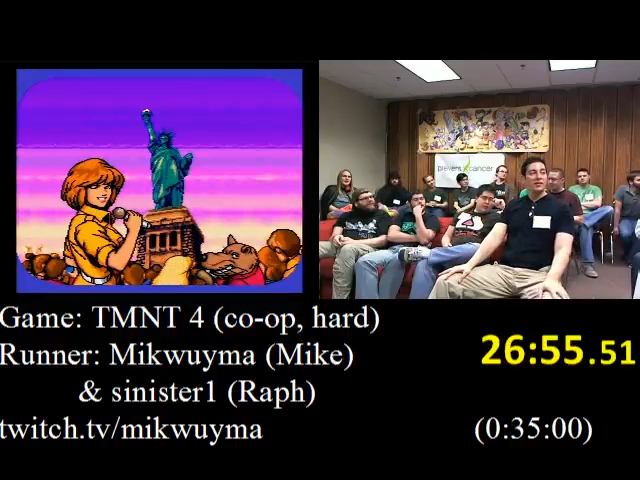 prevent cancer
Game: TMNT 4 (co-op, hard)
Runner: Mikwuyma (Mike)
& sinister1 (Raph)
twitch.tv/mikwuyma
26:55.51
(0:35:00)